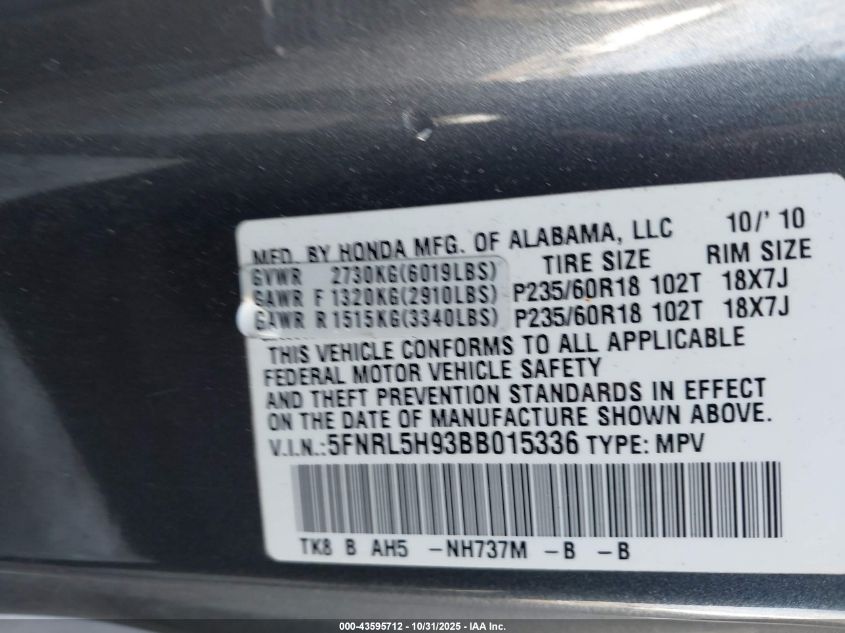 MFD. BY HONDA MFG. OF ALABAMA, LLC 10/' 10
GVWR 2730KG(6019LBS) TIRE SIZE RIM SIZE
GAWR F 1320KG(2910LBS) P235/60R18 102T 18X7J
GAWR R 1515KG(3340LBS) P235/60R18 102T 18X7J
THIS VEHICLE CONFORMS TO ALL APPLICABLE
FEDERAL MOTOR VEHICLE SAFETY
AND THEFT PREVENTION STANDARDS IN EFFECT
ON THE DATE OF MANUFACTURE SHOWN ABOVE.
V.I.N.:5FNRL5H93BB015336 TYPE: MPV
TK8 B AH5 -NH737M -B -B
000-43595712 - 10/31/2025 - IAA Inc.